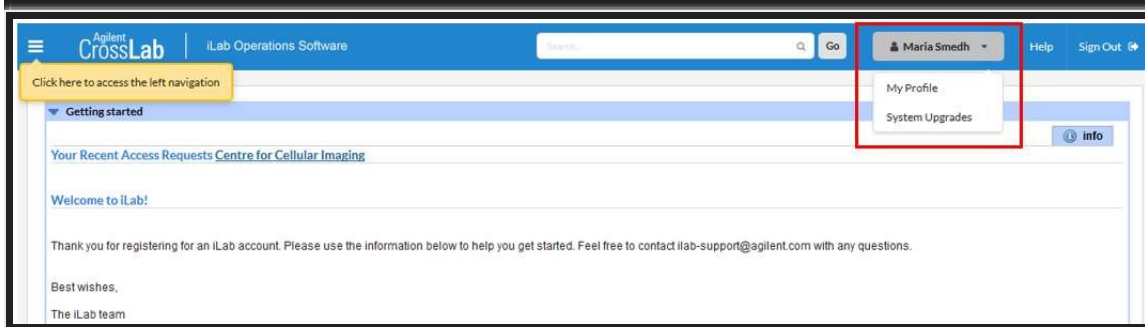 Agilent
CrossLab iLab Operations Software Search... Go Maria Smedh Help Sign Out
Click here to access the left navigation
My Profile
System Upgrades
Getting started
info
Your Recent Access Requests Centre for Cellular Imaging
Welcome to iLab!
Thank you for registering for an iLab account. Please use the information below to help you get started. Feel free to contact ilab-support@agilent.com with any questions.
Best wishes,
The iLab team